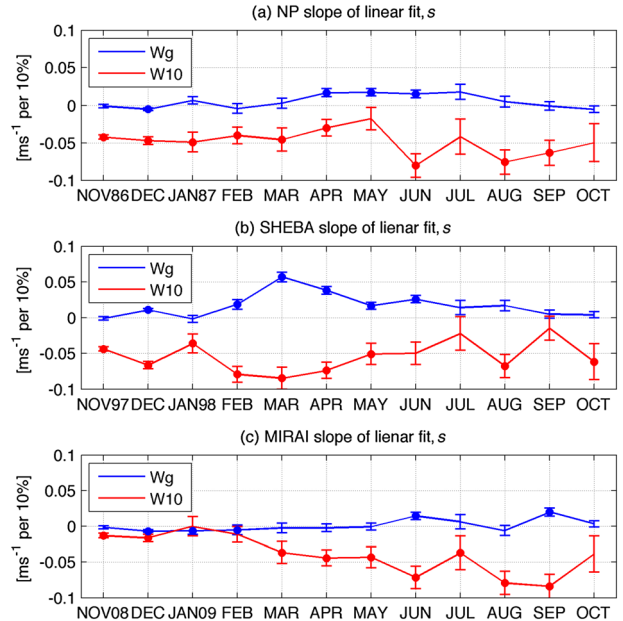 (a) NP slope of linear fit, s
[ms-1 per 10%]
0.1
0.05
0
-0.05
-0.1
Wg
W10
NOV86 DEC JAN87 FEB MAR APR MAY JUN JUL AUG SEP OCT
(b) SHEBA slope of lienar fit, s
[ms-1 per 10%]
0.1
0.05
0
-0.05
-0.1
Wg
W10
NOV97 DEC JAN98 FEB MAR APR MAY JUN JUL AUG SEP OCT
(c) MIRAI slope of lienar fit, s
[ms-1 per 10%]
0.1
0.05
0
-0.05
-0.1
Wg
W10
NOV08 DEC JAN09 FEB MAR APR MAY JUN JUL AUG SEP OCT